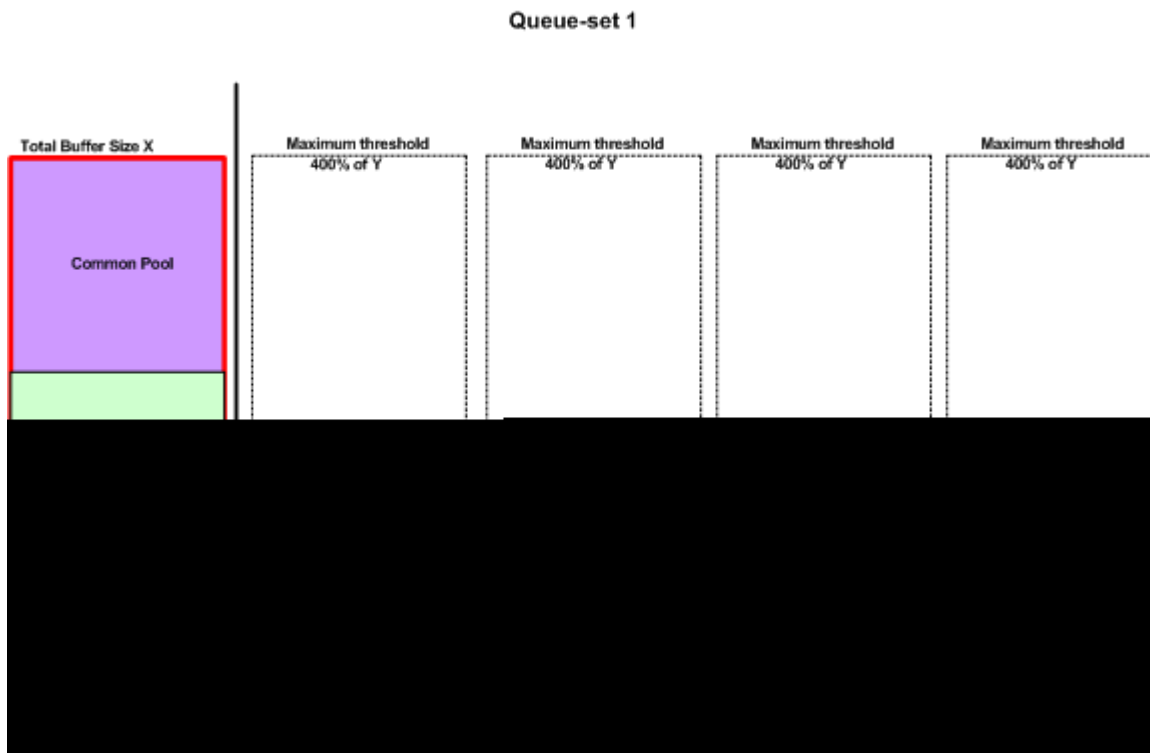 Queue-set 1
Total Buffer Size X
Maximum threshold
400% of Y
Maximum threshold
400% of Y
Maximum threshold
400% of Y
Maximum threshold
400% of Y
Common Pool